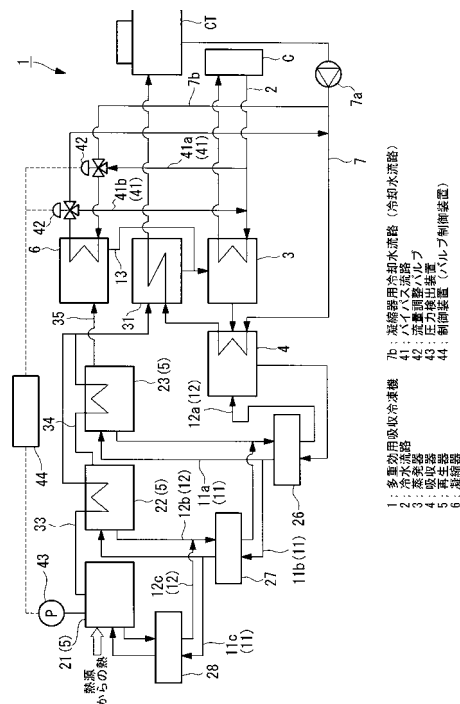 1
CT
C
2
7b
7a
7
42
42
41a
(41)
41b
(41)
6
13
31
3
35
4
34
23(5)
12a(12)
44
33
22(5)
12b(12)
11a
(11)
26
43
P
21(5)
熱源
からの熱
12c
(12)
27
11b(11)
28
11c
(11)
1:多重効用吸収冷凍機
2:冷水流路
3:蒸発器
4:吸収器
5:再生器
6:凝縮器
7b:凝縮器用冷却水流路(冷却水流路)
41:バイパス流路
42:流量調整バルブ
43:圧力検出装置
44:制御装置(バルブ制御装置)